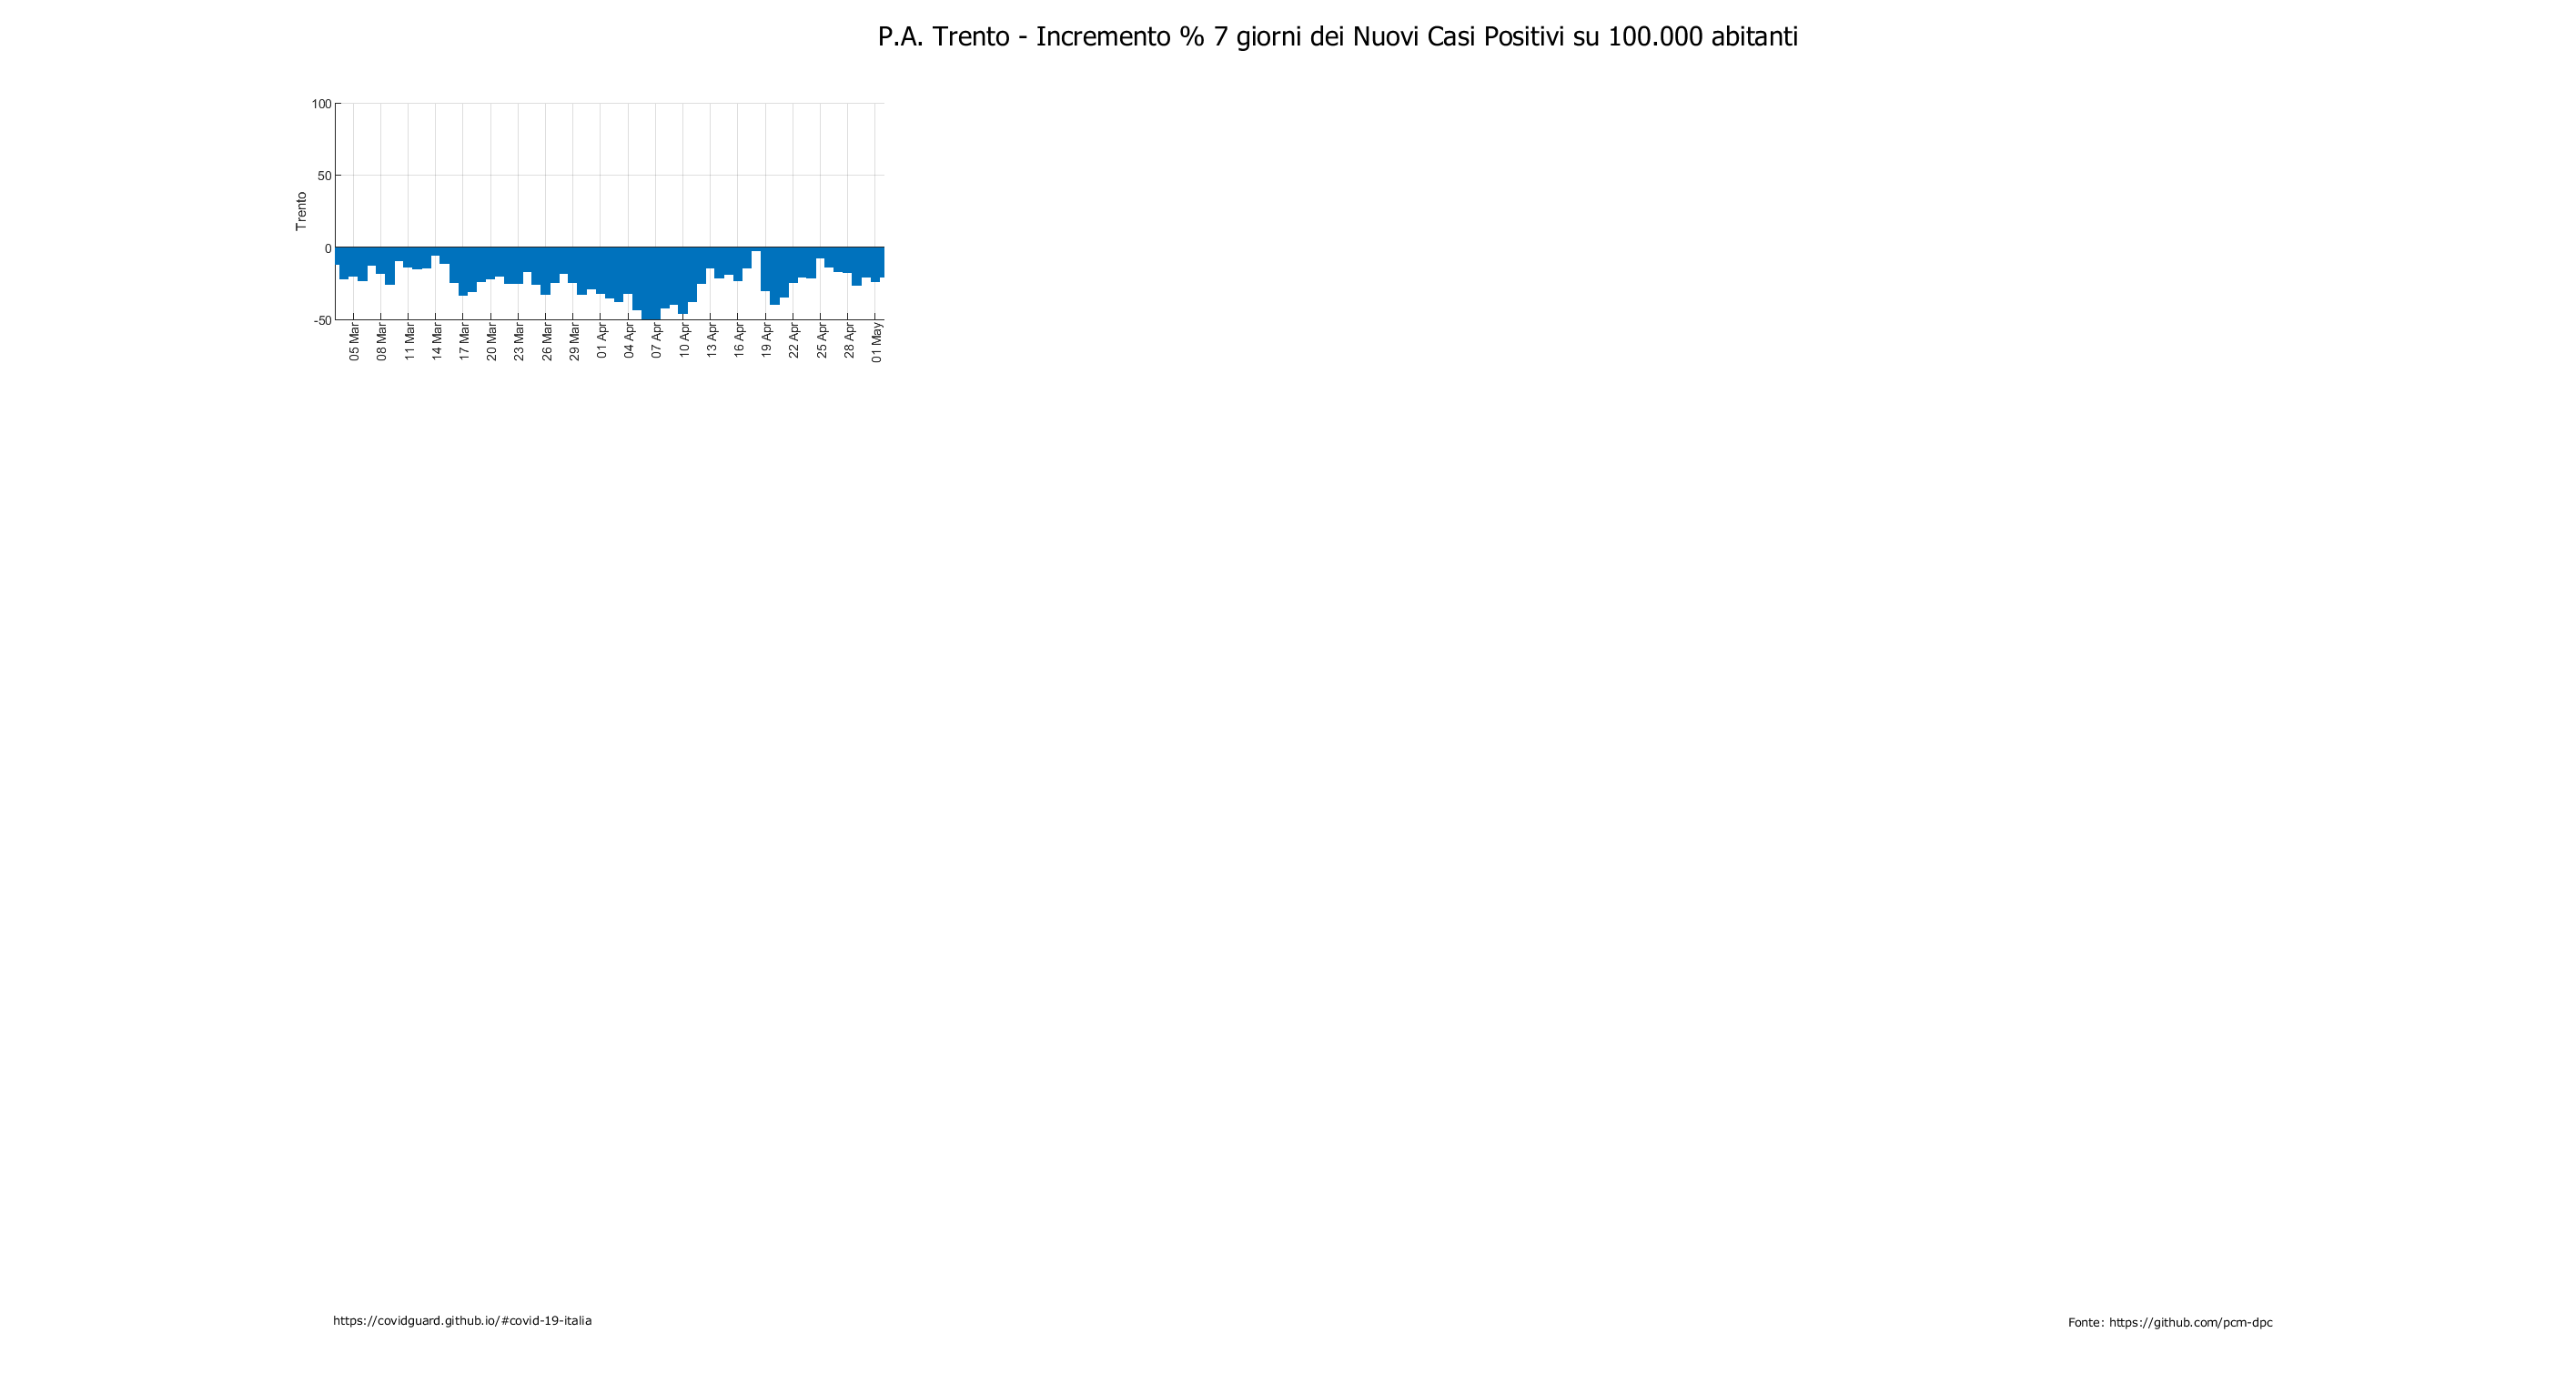 P.A. Trento - Incremento % 7 giorni dei Nuovi Casi Positivi su 100.000 abitanti
100
50
Trento
0
-50
05 Mar
08 Mar
11 Mar
14 Mar
17 Mar
20 Mar
23 Mar
26 Mar
29 Mar
01 Apr
04 Apr
07 Apr
10 Apr
13 Apr
16 Apr
19 Apr
22 Apr
25 Apr
28 Apr
01 May
https://covidguard.github.io/#covid-19-italia
Fonte: https://github.com/pcm-dpc